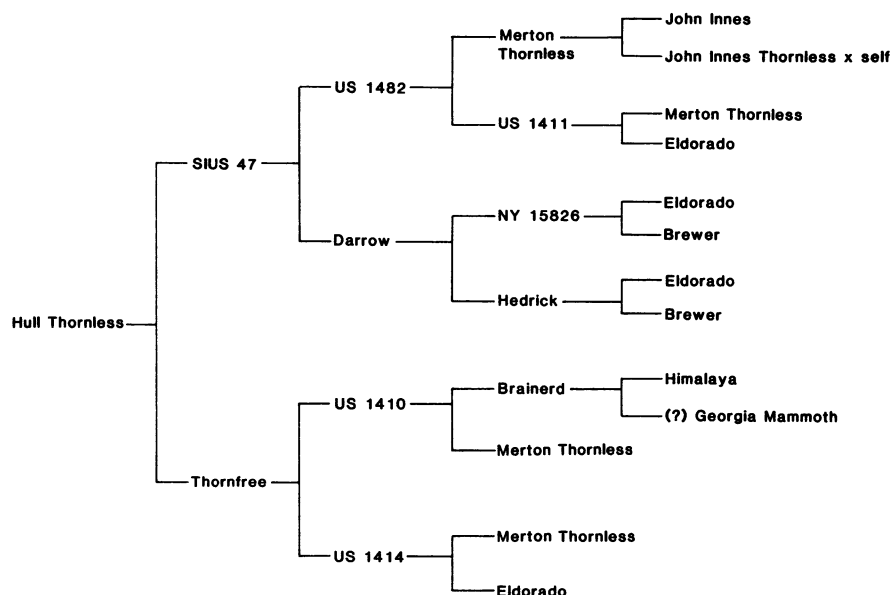 John Innes
Merton
Thornless
John Innes Thornless x self
US 1482
US 1411
Merton Thornless
Eldorado
SIUS 47
Darrow
NY 15826
Eldorado
Brewer
Hedrick
Eldorado
Brewer
Hull Thornless
US 1410
Brainerd
Himalaya
(?) Georgia Mammoth
Merton Thornless
Thornfree
US 1414
Merton Thornless
Eldorado